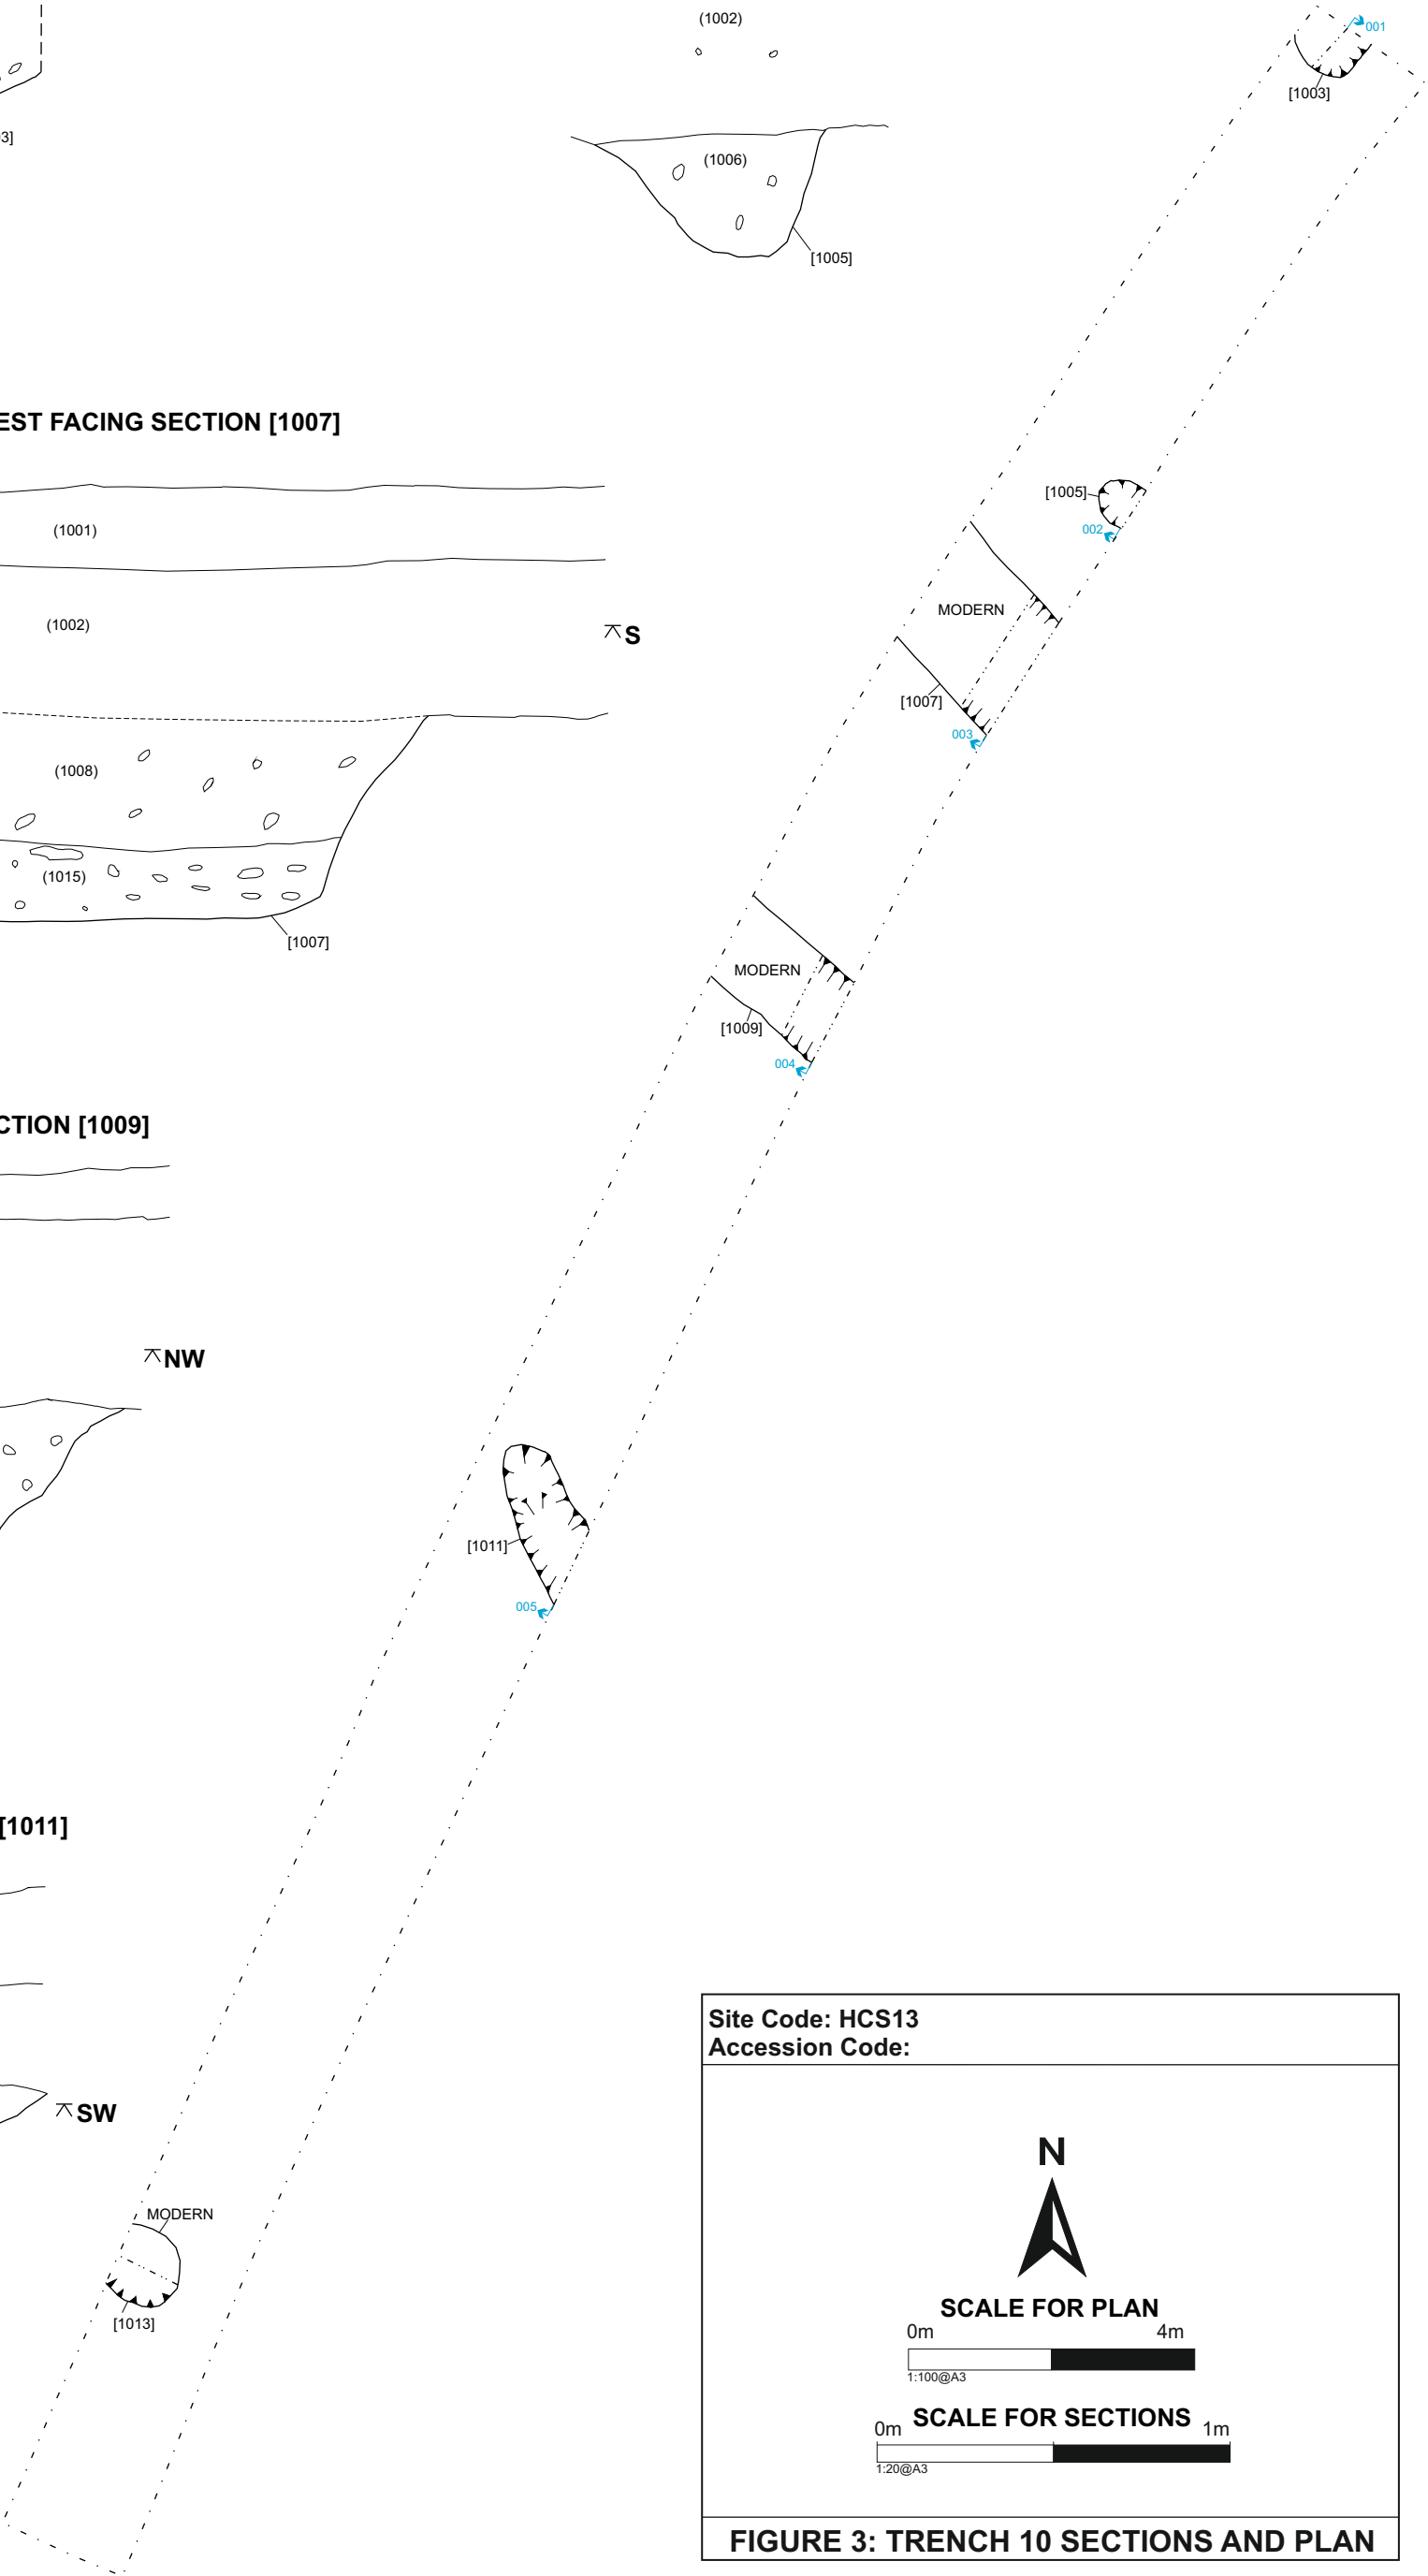 (1002)
001
[1003]
3]
(1006)
[1005]
EST FACING SECTION [1007]
(1001)
(1002)
S
(1008)
(1015)
[1007]
[1005]
002
MODERN
[1007]
003
MODERN
[1009]
004
CTION [1009]
NW
[1011]
005
[1011]
SW
MODERN
[1013]
Site Code: HCS13
Accession Code:
N
SCALE FOR PLAN
0m 4m
1:100@A3
SCALE FOR SECTIONS
0m 1m
1:20@A3
FIGURE 3: TRENCH 10 SECTIONS AND PLAN